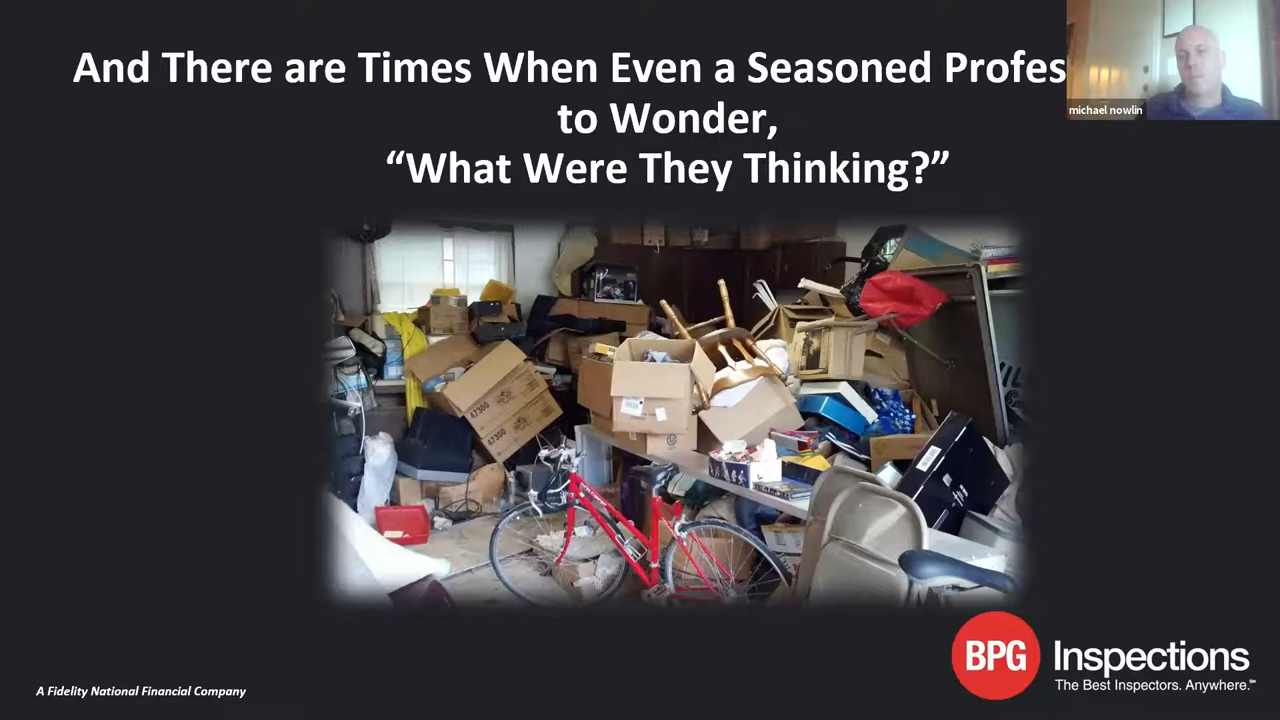 And There are Times When Even a Seasoned Profes
to Wonder,
“What Were They Thinking?”
michael nowlin
47300
47300
BPG Inspections
The Best Inspectors. Anywhere.℠
A Fidelity National Financial Company